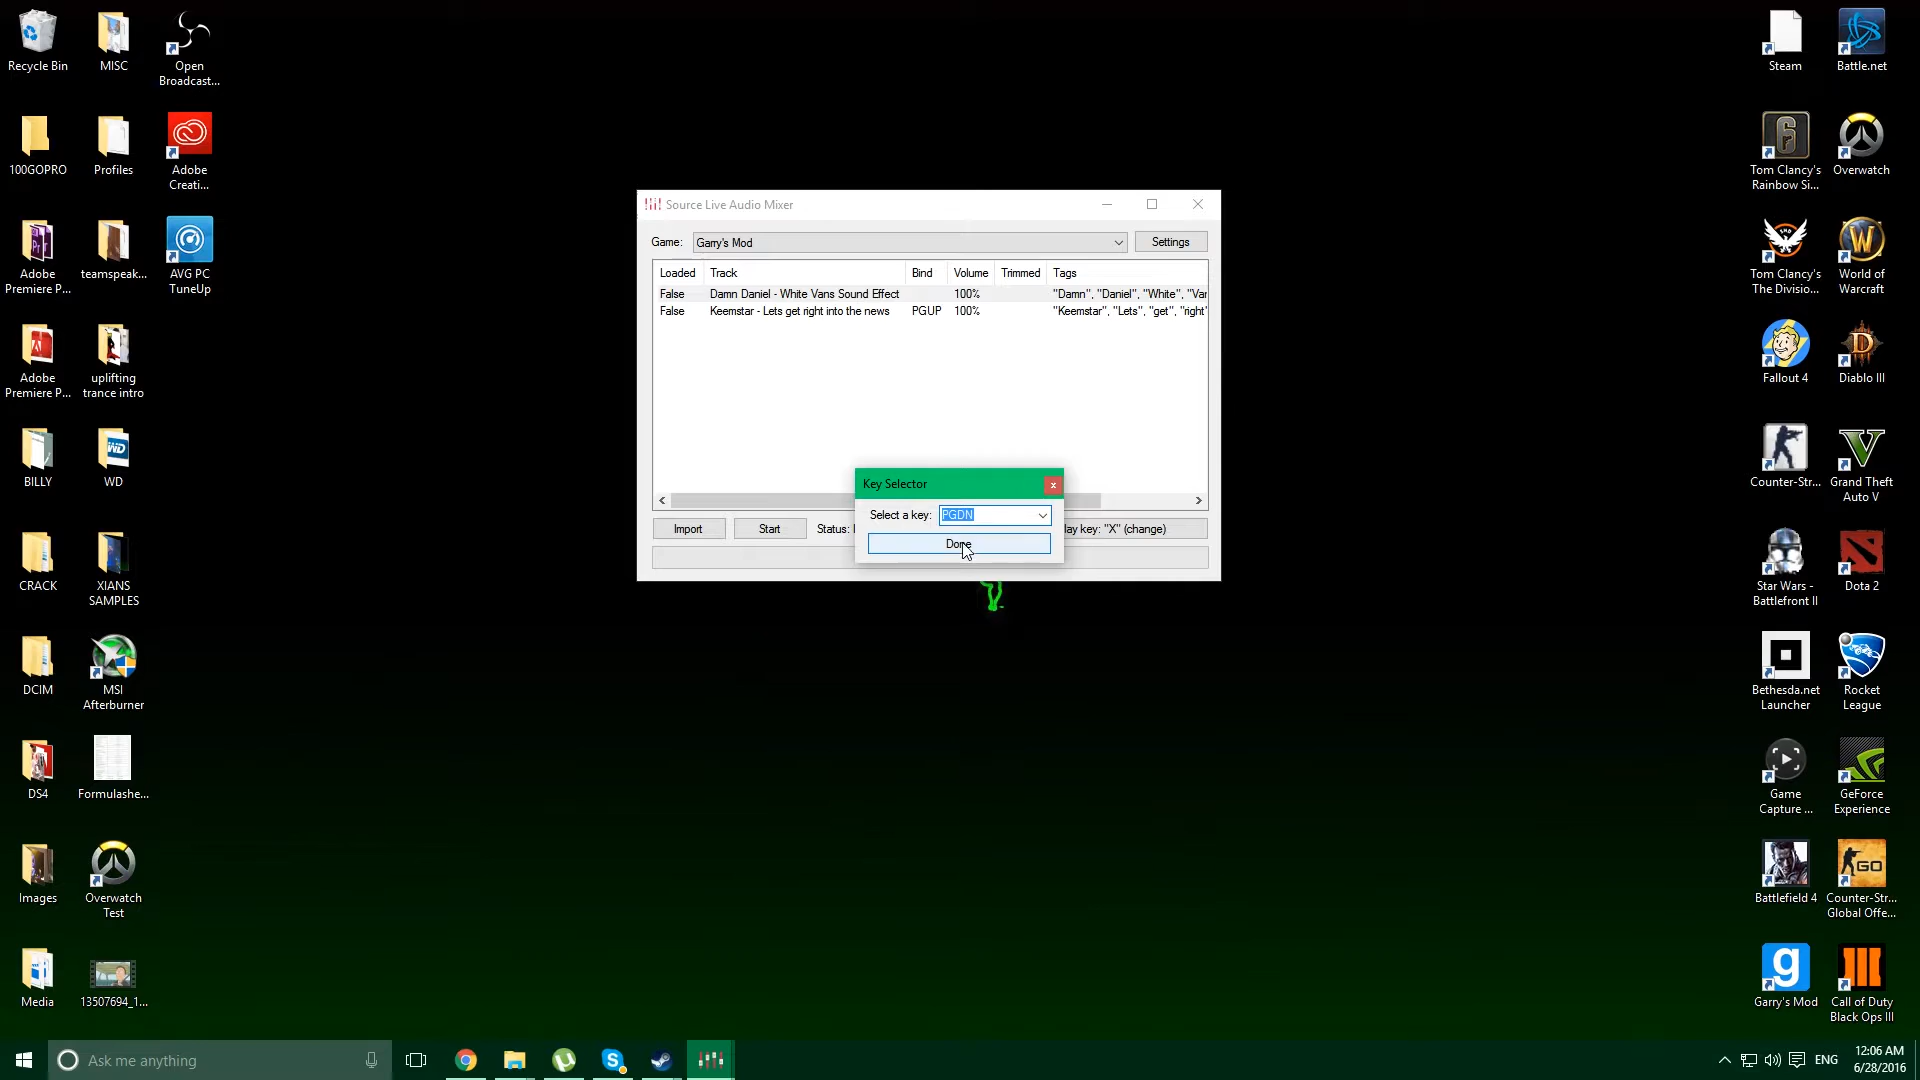 Recycle Bin
MISC
Open
Broadcast...
100GOPRO
Profiles
Adobe
Creati...
Adobe
Premiere P...
teamspeak...
AVG PC
TuneUp
Adobe
Premiere P...
uplifting
trance intro
BILLY
WD
CRACK
XIANS
SAMPLES
DCIM
MSI
Afterburner
DS4
Formulashe...
Images
Overwatch
Test
Media
13507694_1...
Source Live Audio Mixer
Game:
Garry's Mod
Settings
Loaded Track Bind Volume Trimmed Tags
False Damn Daniel - White Vans Sound Effect 100% "Damn", "Daniel", "White", "Var
False Keemstar - Lets get right into the news PGUP 100% "Keemstar", "Lets", "get", "right"
Key Selector
Select a key: PGDN
Done
Import
Start
Status:
lay key: "X" (change)
Steam
Battle.net
Tom Clancy's
Rainbow Si...
Overwatch
Tom Clancy's
The Divisio...
World of
Warcraft
Fallout 4
Diablo III
Counter-Str...
Grand Theft
Auto V
Star Wars -
Battlefront II
Dota 2
Bethesda.net
Launcher
Rocket
League
Game
Capture ...
GeForce
Experience
Battlefield 4
Counter-Str...
Global Offe...
Garry's Mod
Call of Duty
Black Ops III
Ask me anything
ENG
12:06 AM
6/28/2016